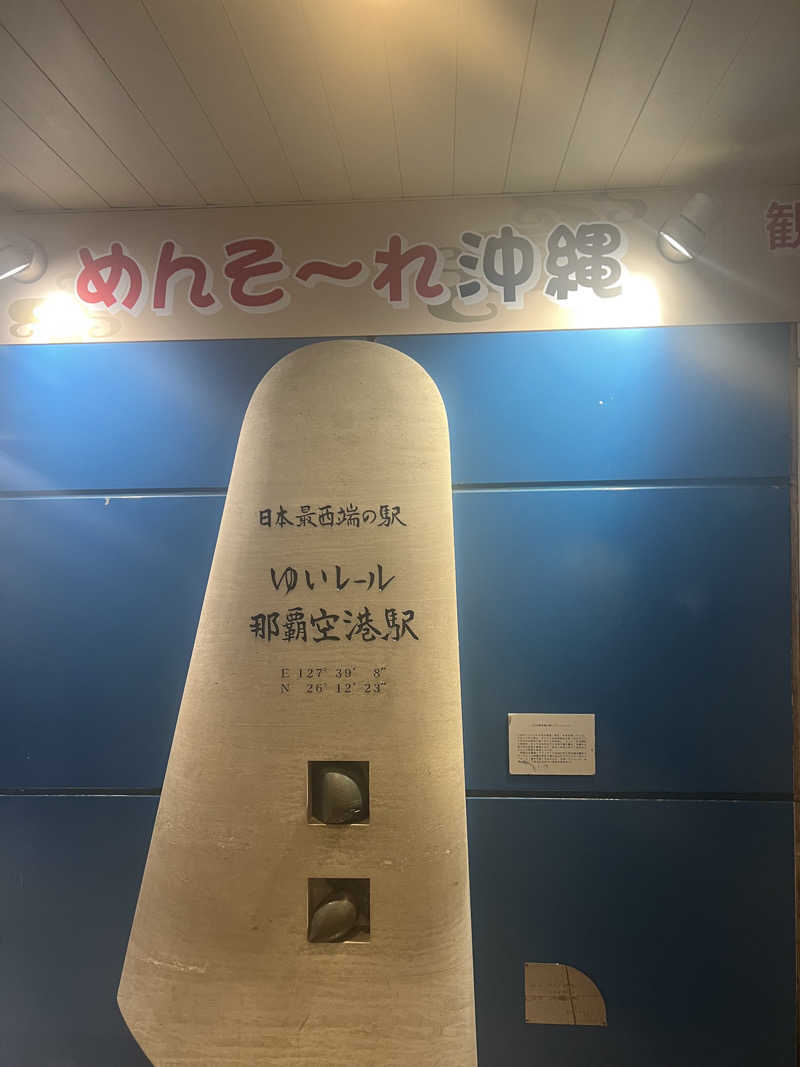 めんそ～れ沖縄
観
日本最西端の駅
ゆいレール
那覇空港駅
E 127° 39′ 8″
N 26° 12′ 23″